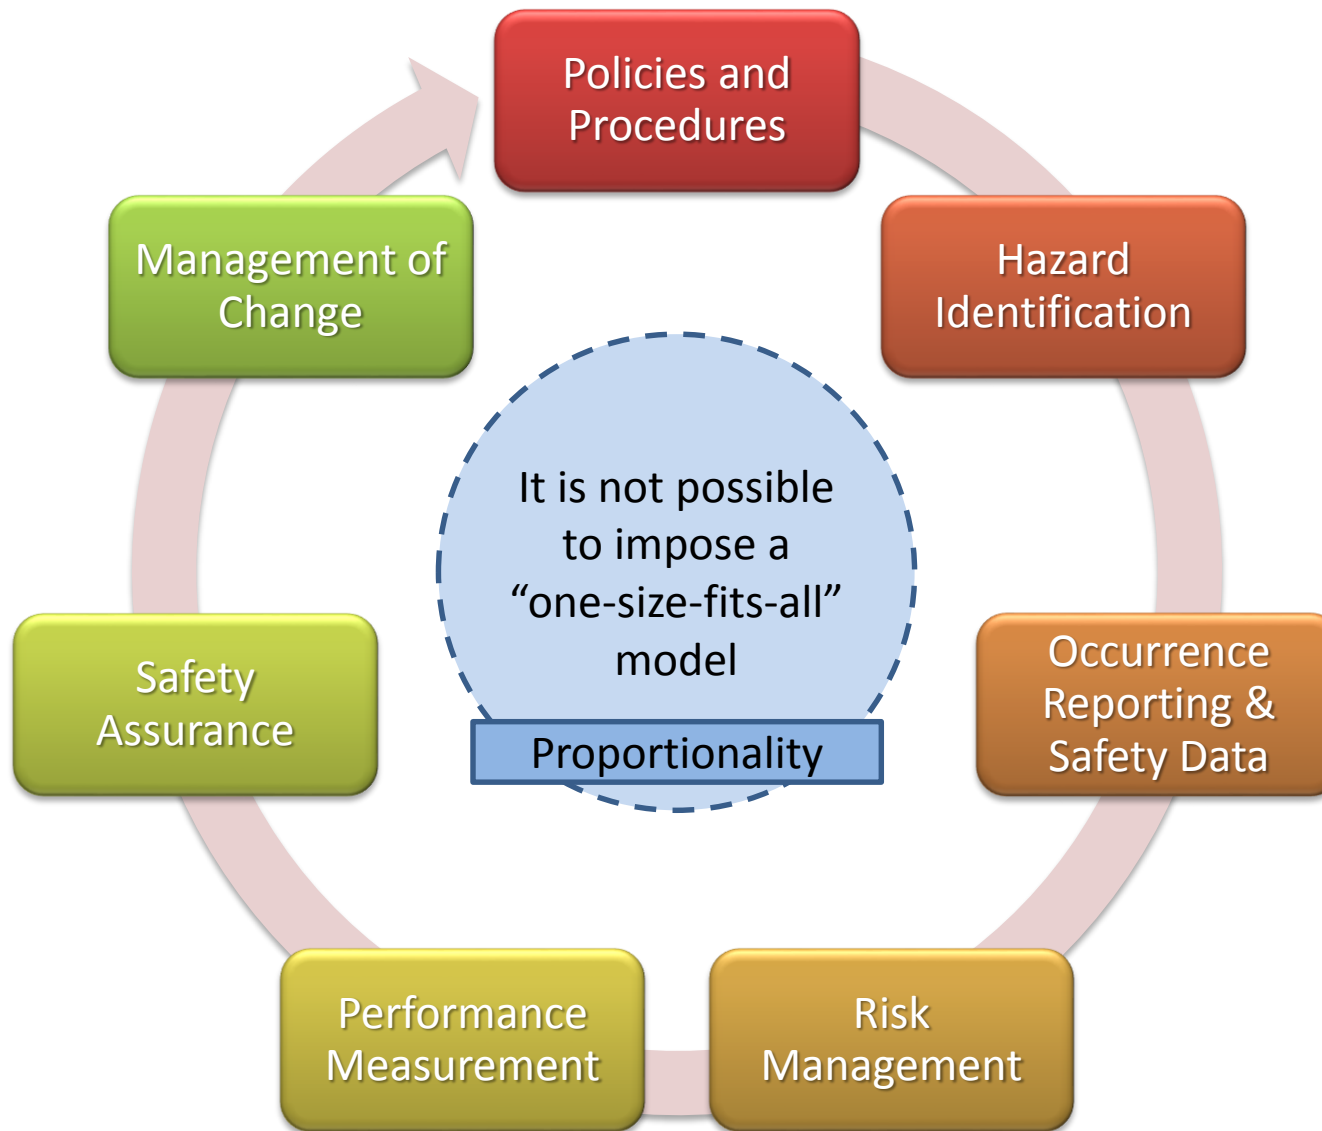 Policies and
Procedures
Hazard
Identification
Occurrence
Reporting &
Safety Data
Risk
Management
Performance
Measurement
Safety
Assurance
Management of
Change
It is not possible
to impose a
“one-size-fits-all”
model
Proportionality